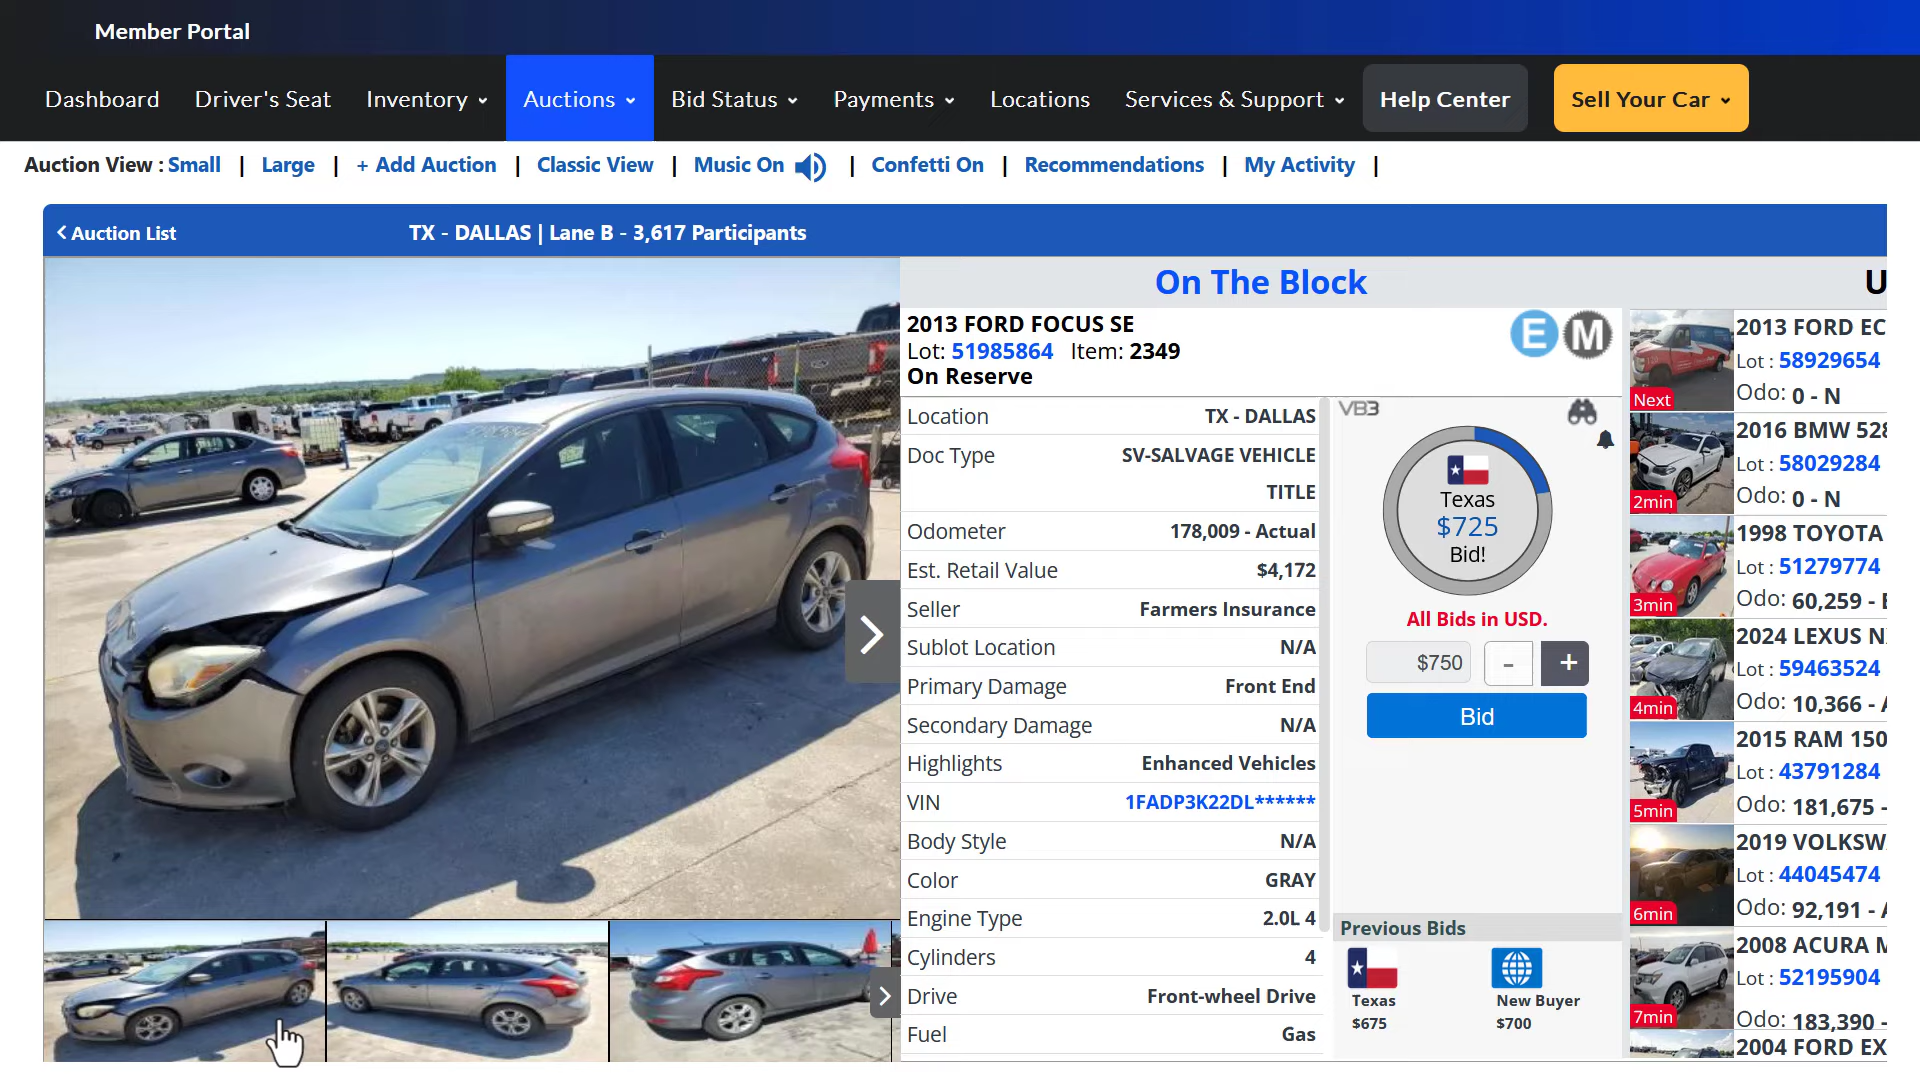 Member Portal
Dashboard
Driver's Seat
Inventory
Auctions
Bid Status
Payments
Locations
Services & Support
Help Center
Sell Your Car
Auction View : Small | Large | + Add Auction | Classic View | Music On | Confetti On | Recommendations | My Activity |
Auction List
TX - DALLAS | Lane B - 3,617 Participants
On The Block
2013 FORD FOCUS SE
Lot: 51985864 Item: 2349
On Reserve
E M
Location TX - DALLAS
Doc Type SV-SALVAGE VEHICLE
TITLE
Odometer 178,009 - Actual
Est. Retail Value $4,172
Seller Farmers Insurance
Sublot Location N/A
Primary Damage Front End
Secondary Damage N/A
Highlights Enhanced Vehicles
VIN 1FADP3K22DL******
Body Style N/A
Color GRAY
Engine Type 2.0L 4
Cylinders 4
Drive Front-wheel Drive
Fuel Gas
VB3
Texas
$725
Bid!
All Bids in USD.
$750 - +
Bid
Previous Bids
Texas
$675
New Buyer
$700
U
2013 FORD EC
Lot : 58929654
Odo: 0 - N
Next
2016 BMW 528
Lot : 58029284
Odo: 0 - N
2min
1998 TOYOTA
Lot : 51279774
Odo: 60,259 - E
3min
2024 LEXUS N
Lot : 59463524
Odo: 10,366 - A
4min
2015 RAM 150
Lot : 43791284
Odo: 181,675 -
5min
2019 VOLKSW
Lot : 44045474
Odo: 92,191 - A
6min
2008 ACURA M
Lot : 52195904
Odo: 183,390 -
7min
2004 FORD EX